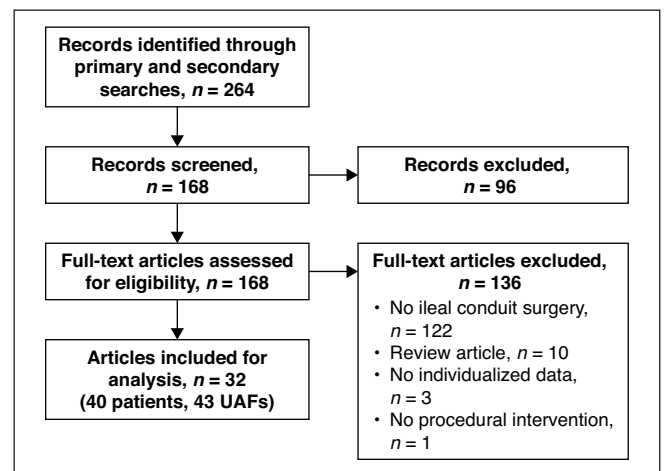 Records identified through
primary and secondary
searches, n = 264
Records screened,
n = 168
Records excluded,
n = 96
Full-text articles assessed
for eligibility, n = 168
Full-text articles excluded,
n = 136
• No ileal conduit surgery,
n = 122
• Review article, n = 10
• No individualized data,
n = 3
• No procedural intervention,
n = 1
Articles included for
analysis, n = 32
(40 patients, 43 UAFs)